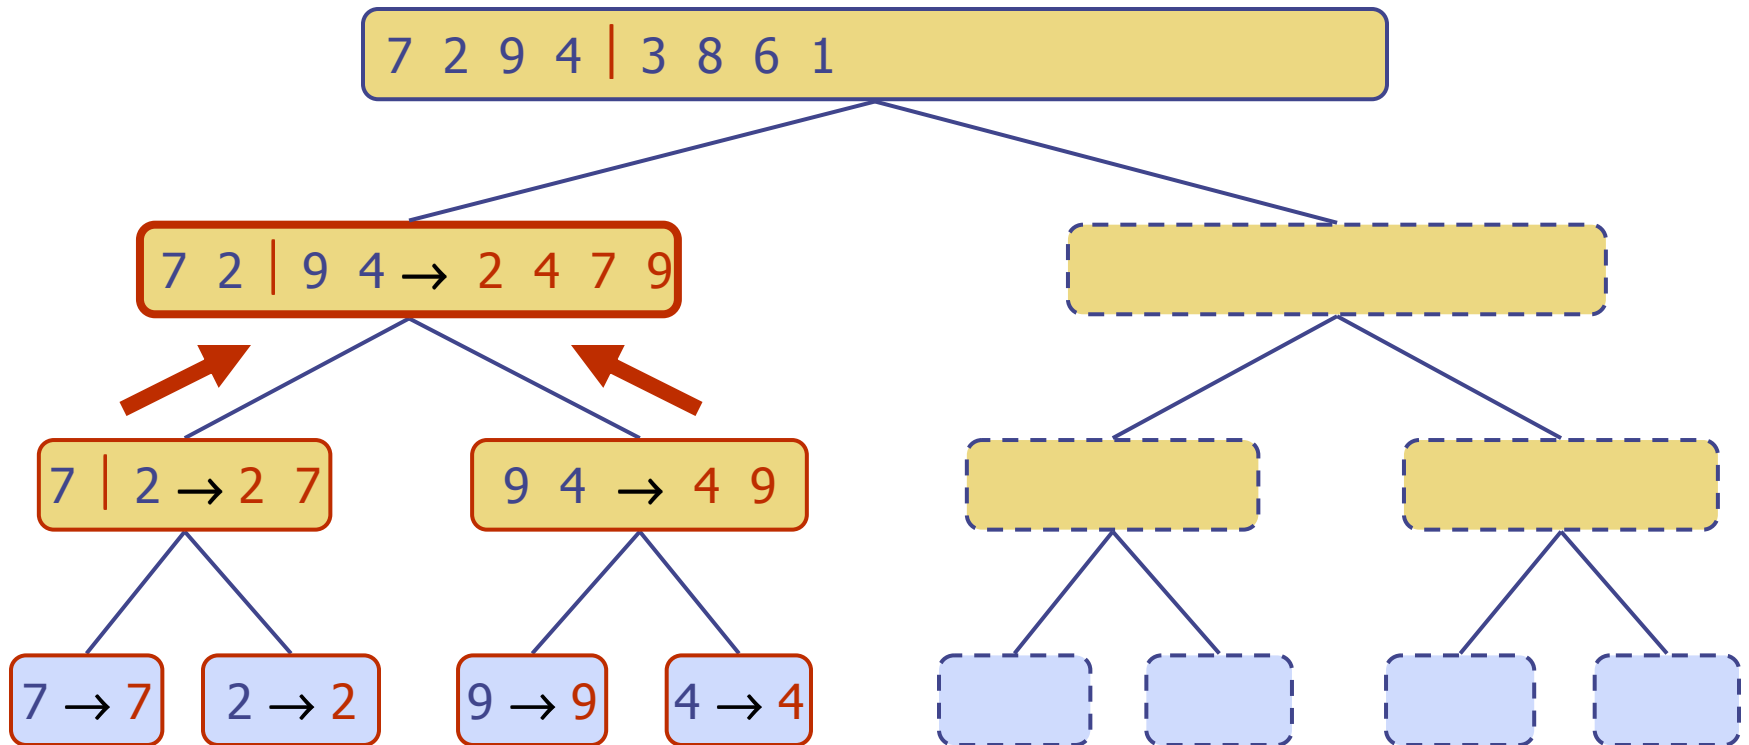 7 2 9 4 | 3 8 6 1
7 2 | 9 4 → 2 4 7 9
7 | 2 → 2 7
9 4 → 4 9
7 → 7
2 → 2
9 → 9
4 → 4